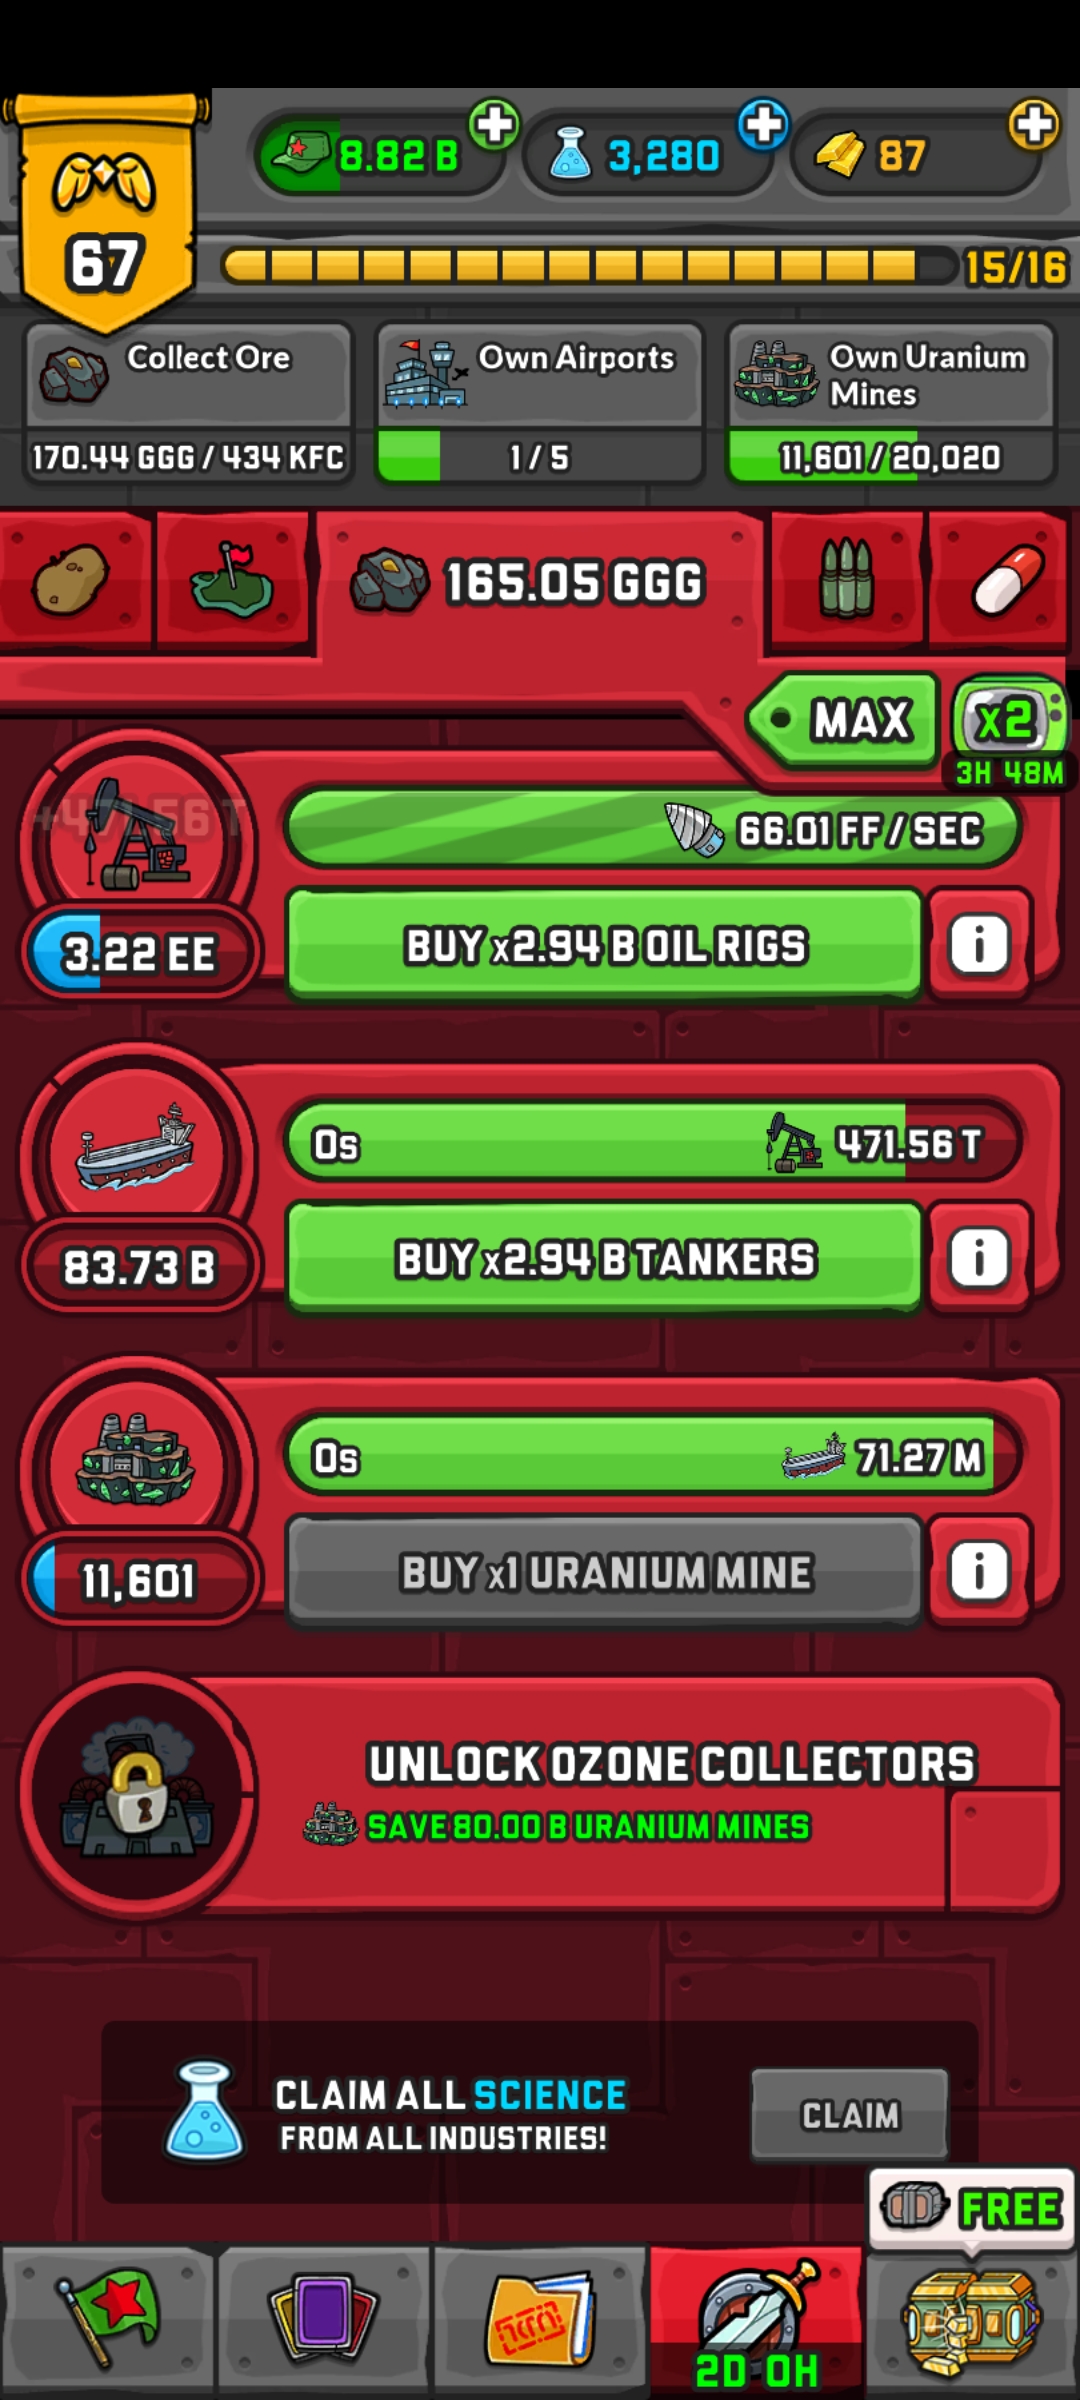 8.82 B
3,280
87
67
15/16
Collect Ore
170.44 GGG / 434 KFC
Own Airports
1 / 5
Own Uranium
Mines
11,601 / 20,020
165.05 GGG
MAX
x2
3H 48M
+471.56 T
66.01 FF / SEC
3.22 EE
BUY x2.94 B OIL RIGS
i
0s
471.56 T
83.73 B
BUY x2.94 B TANKERS
i
0s
71.27 M
11,601
BUY x1 URANIUM MINE
i
UNLOCK OZONE COLLECTORS
SAVE 80.00 B URANIUM MINES
CLAIM ALL SCIENCE
FROM ALL INDUSTRIES!
CLAIM
FREE
2D 0H